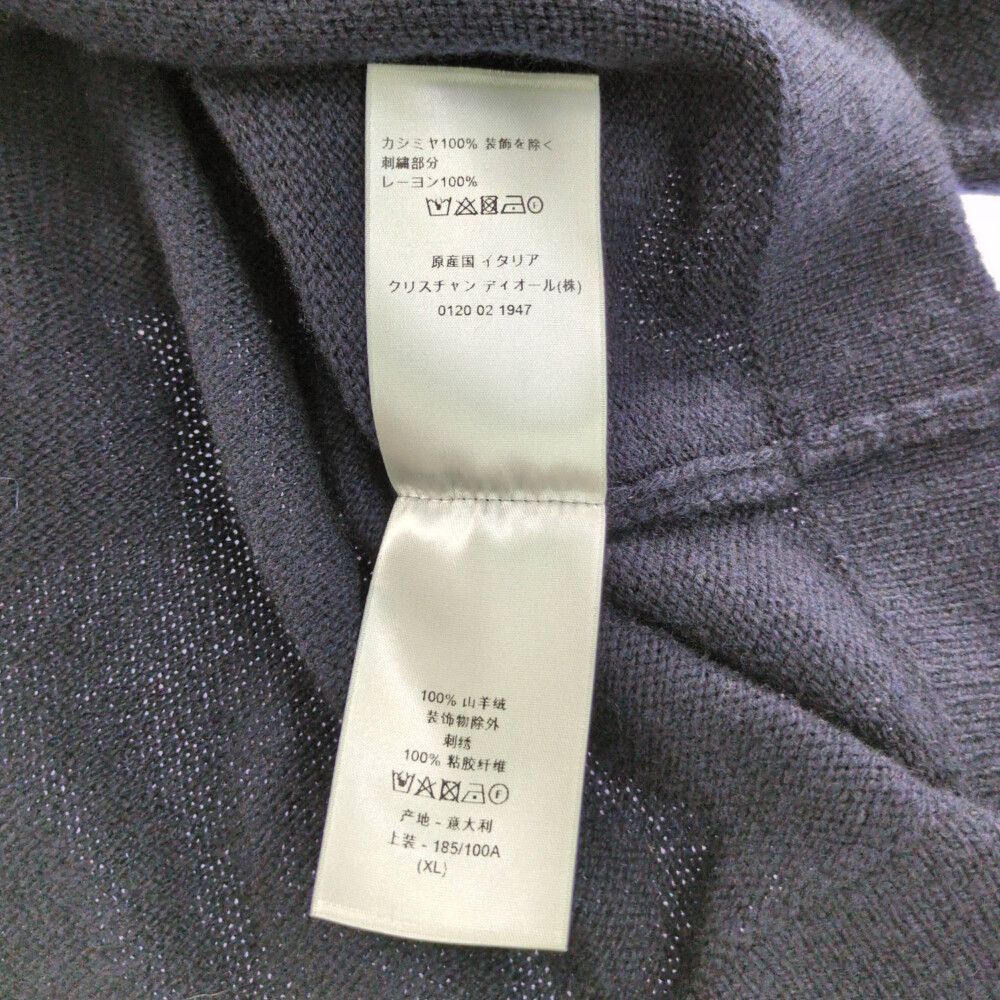 カシミヤ100% 装飾を除く
刺繍部分
レーヨン100%
原産国 イタリア
クリスチャン ディオール(株)
0120 02 1947
100% 山羊绒
装饰物除外
刺绣
100% 粘胶纤维
产地 - 意大利
上装 - 185/100A
(XL)